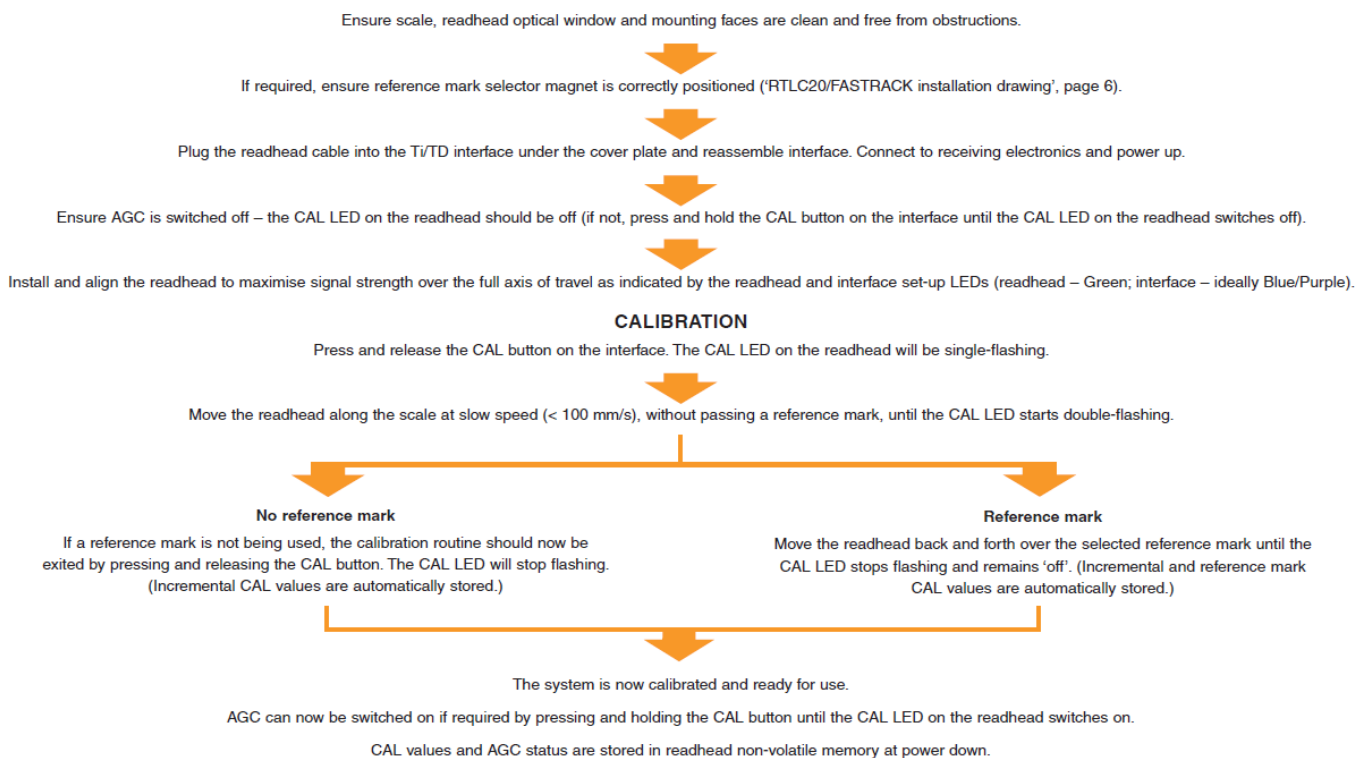 Ensure scale, readhead optical window and mounting faces are clean and free from obstructions.
If required, ensure reference mark selector magnet is correctly positioned (‘RTLC20/FASTRACK installation drawing’, page 6).
Plug the readhead cable into the Ti/TD interface under the cover plate and reassemble interface. Connect to receiving electronics and power up.
Ensure AGC is switched off – the CAL LED on the readhead should be off (if not, press and hold the CAL button on the interface until the CAL LED on the readhead switches off).
Install and align the readhead to maximise signal strength over the full axis of travel as indicated by the readhead and interface set-up LEDs (readhead – Green; interface – ideally Blue/Purple).
CALIBRATION
Press and release the CAL button on the interface. The CAL LED on the readhead will be single-flashing.
Move the readhead along the scale at slow speed (< 100 mm/s), without passing a reference mark, until the CAL LED starts double-flashing.
No reference mark
If a reference mark is not being used, the calibration routine should now be
exited by pressing and releasing the CAL button. The CAL LED will stop flashing.
(Incremental CAL values are automatically stored.)
Reference mark
Move the readhead back and forth over the selected reference mark until the
CAL LED stops flashing and remains ‘off’. (Incremental and reference mark
CAL values are automatically stored.)
The system is now calibrated and ready for use.
AGC can now be switched on if required by pressing and holding the CAL button until the CAL LED on the readhead switches on.
CAL values and AGC status are stored in readhead non-volatile memory at power down.